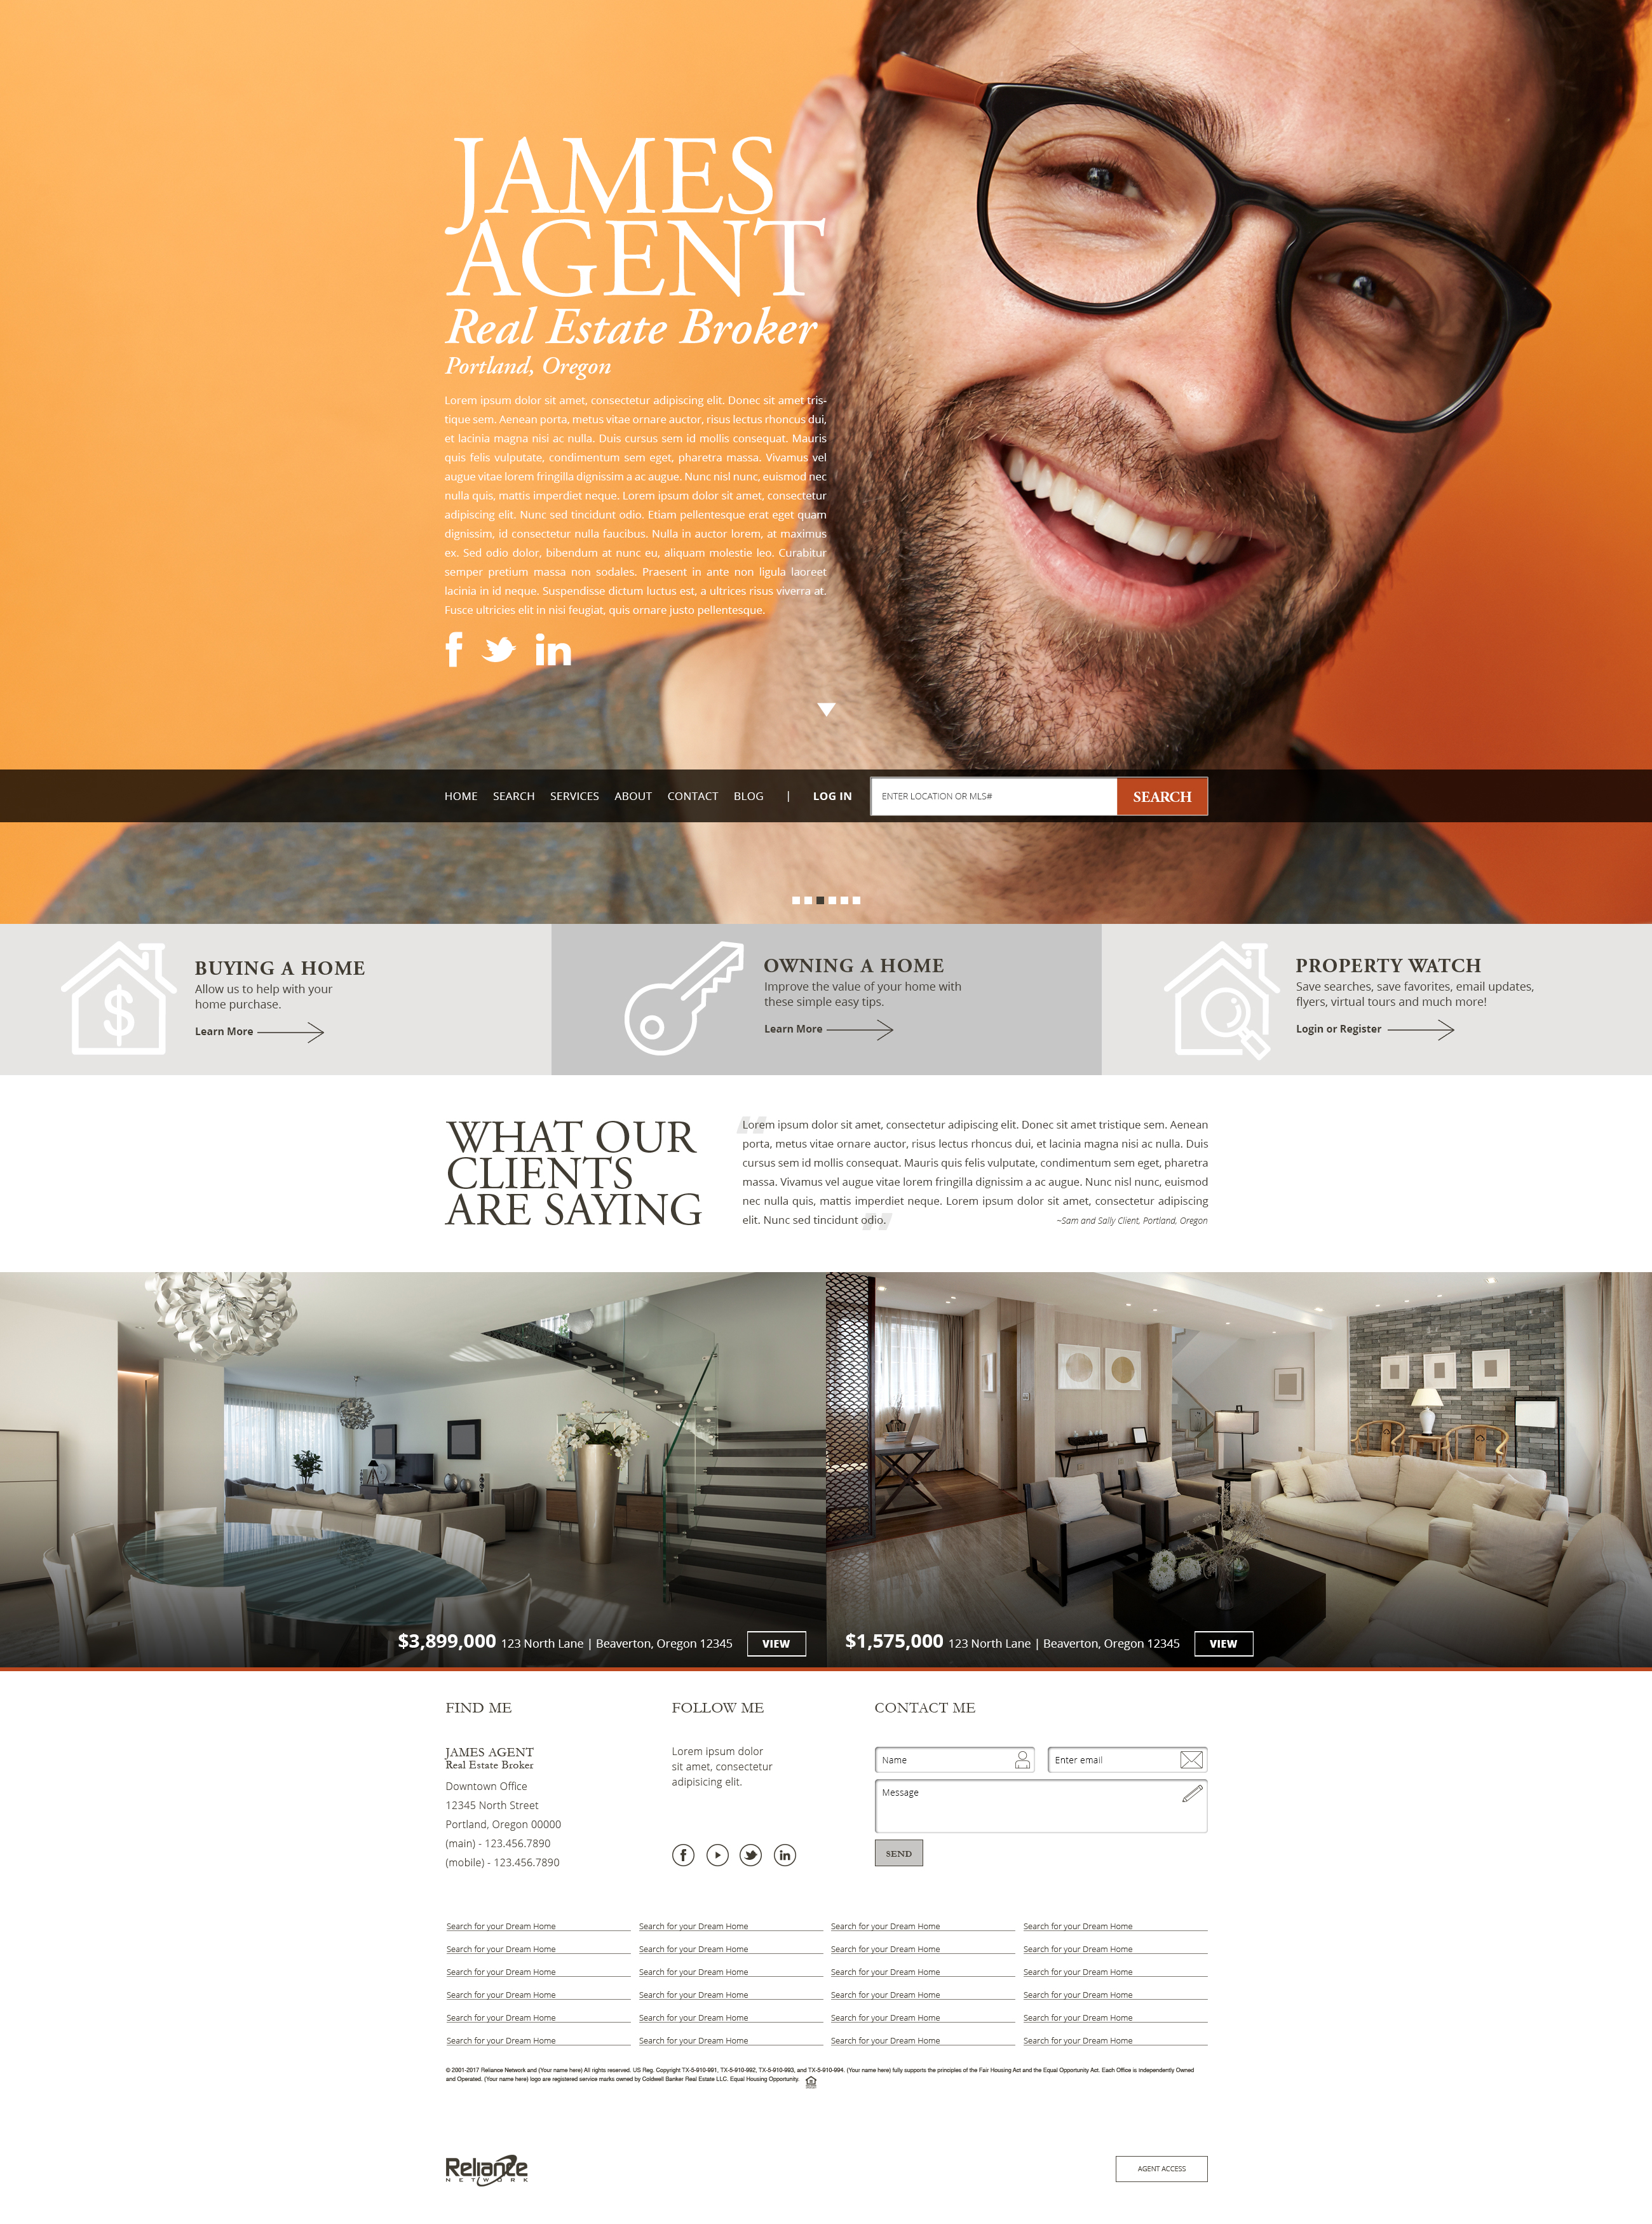 JAMES
AGENT
Real Estate Broker
Portland, Oregon
Lorem ipsum dolor sit amet, consectetur adipiscing elit. Donec sit amet tris-
tique sem. Aenean porta, metus vitae ornare auctor, risus lectus rhoncus dui,
et lacinia magna nisi ac nulla. Duis cursus sem id mollis consequat. Mauris
quis felis vulputate, condimentum sem eget, pharetra massa. Vivamus vel
augue vitae lorem fringilla dignissim a ac augue. Nunc nisl nunc, euismod nec
nulla quis, mattis imperdiet neque. Lorem ipsum dolor sit amet, consectetur
adipiscing elit. Nunc sed tincidunt odio. Etiam pellentesque erat eget quam
dignissim, id consectetur nulla faucibus. Nulla in auctor lorem, at maximus
ex. Sed odio dolor, bibendum at nunc eu, aliquam molestie leo. Curabitur
semper pretium massa non sodales. Praesent in ante non ligula laoreet
lacinia in id neque. Suspendisse dictum luctus est, a ultrices risus viverra at.
Fusce ultricies elit in nisi feugiat, quis ornare justo pellentesque.
HOME SEARCH SERVICES ABOUT CONTACT BLOG | LOG IN ENTER LOCATION OR MLS# SEARCH
BUYING A HOME
Allow us to help with your
home purchase.
Learn More
OWNING A HOME
Improve the value of your home with
these simple easy tips.
Learn More
PROPERTY WATCH
Save searches, save favorites, email updates,
flyers, virtual tours and much more!
Login or Register
WHAT OUR
CLIENTS
ARE SAYING
"Lorem ipsum dolor sit amet, consectetur adipiscing elit. Donec sit amet tristique sem. Aenean
porta, metus vitae ornare auctor, risus lectus rhoncus dui, et lacinia magna nisi ac nulla. Duis
cursus sem id mollis consequat. Mauris quis felis vulputate, condimentum sem eget, pharetra
massa. Vivamus vel augue vitae lorem fringilla dignissim a ac augue. Nunc nisl nunc, euismod
nec nulla quis, mattis imperdiet neque. Lorem ipsum dolor sit amet, consectetur adipiscing
elit. Nunc sed tincidunt odio." ~Sam and Sally Client, Portland, Oregon
$3,899,000 123 North Lane | Beaverton, Oregon 12345 VIEW
$1,575,000 123 North Lane | Beaverton, Oregon 12345 VIEW
FIND ME
JAMES AGENT
Real Estate Broker
Downtown Office
12345 North Street
Portland, Oregon 00000
(main) - 123.456.7890
(mobile) - 123.456.7890
FOLLOW ME
Lorem ipsum dolor
sit amet, consectetur
adipisicing elit.
CONTACT ME
Name
Enter email
Message
SEND
Search for your Dream Home Search for your Dream Home Search for your Dream Home Search for your Dream Home
Search for your Dream Home Search for your Dream Home Search for your Dream Home Search for your Dream Home
Search for your Dream Home Search for your Dream Home Search for your Dream Home Search for your Dream Home
Search for your Dream Home Search for your Dream Home Search for your Dream Home Search for your Dream Home
Search for your Dream Home Search for your Dream Home Search for your Dream Home Search for your Dream Home
Search for your Dream Home Search for your Dream Home Search for your Dream Home Search for your Dream Home
© 2001-2017 Reliance Network and (Your name here) All rights reserved. US Reg. Copyright TX-5-910-991, TX-5-910-992, TX-5-910-993, and TX-5-910-994. (Your name here) fully supports the principles of the Fair Housing Act and the Equal Opportunity Act. Each Office is Independently Owned
and Operated. (Your name here) logo are registered service marks owned by Coldwell Banker Real Estate LLC. Equal Housing Opportunity.
Reliance
NETWORK
AGENT ACCESS